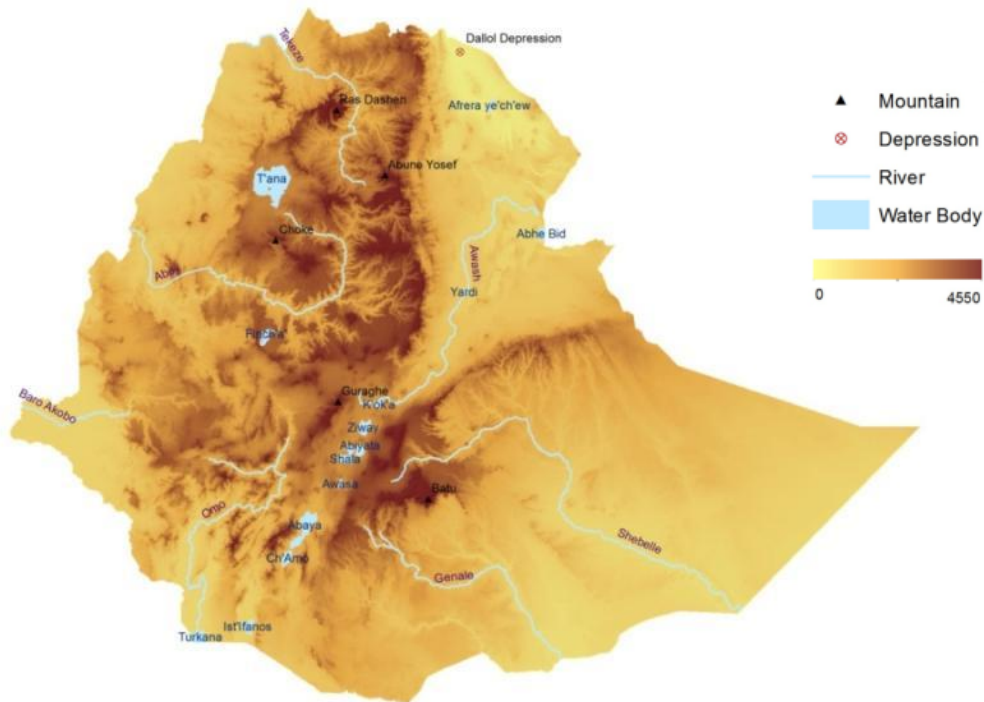 Dallol Depression
Tekeze
Ras Dashen
Afrera ye'ch'ew
Abune Yosef
T'ana
Choke
Abhe Bid
Awash
Abay
Yardi
Guraghe
K'ok'a
Baro Akobo
Ziway
Abiyata
Shala
Awasa
Batu
Omo
Abaya
Ch'Amo
Shebelle
Genale
Ist'ifanos
Turkana
Mountain
Depression
River
Water Body
0
4550